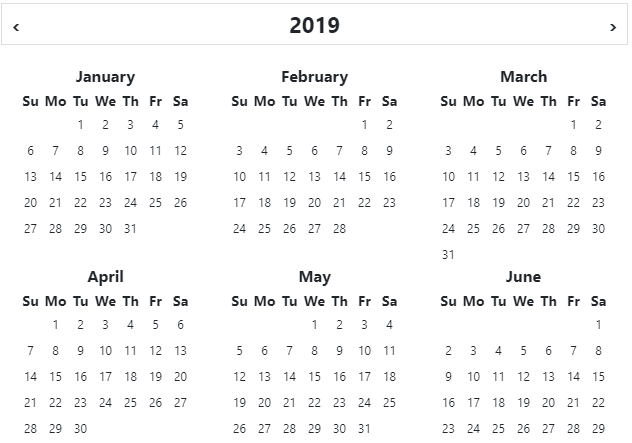 ‹ 2019 ›
January February March
Su Mo Tu We Th Fr Sa Su Mo Tu We Th Fr Sa Su Mo Tu We Th Fr Sa
1 2 3 4 5 1 2 1 2
6 7 8 9 10 11 12 3 4 5 6 7 8 9 3 4 5 6 7 8 9
13 14 15 16 17 18 19 10 11 12 13 14 15 16 10 11 12 13 14 15 16
20 21 22 23 24 25 26 17 18 19 20 21 22 23 17 18 19 20 21 22 23
27 28 29 30 31 24 25 26 27 28 24 25 26 27 28 29 30
31
April May June
Su Mo Tu We Th Fr Sa Su Mo Tu We Th Fr Sa Su Mo Tu We Th Fr Sa
1 2 3 4 5 6 1 2 3 4 1
7 8 9 10 11 12 13 5 6 7 8 9 10 11 2 3 4 5 6 7 8
14 15 16 17 18 19 20 12 13 14 15 16 17 18 9 10 11 12 13 14 15
21 22 23 24 25 26 27 19 20 21 22 23 24 25 16 17 18 19 20 21 22
28 29 30 26 27 28 29 30 31 23 24 25 26 27 28 29